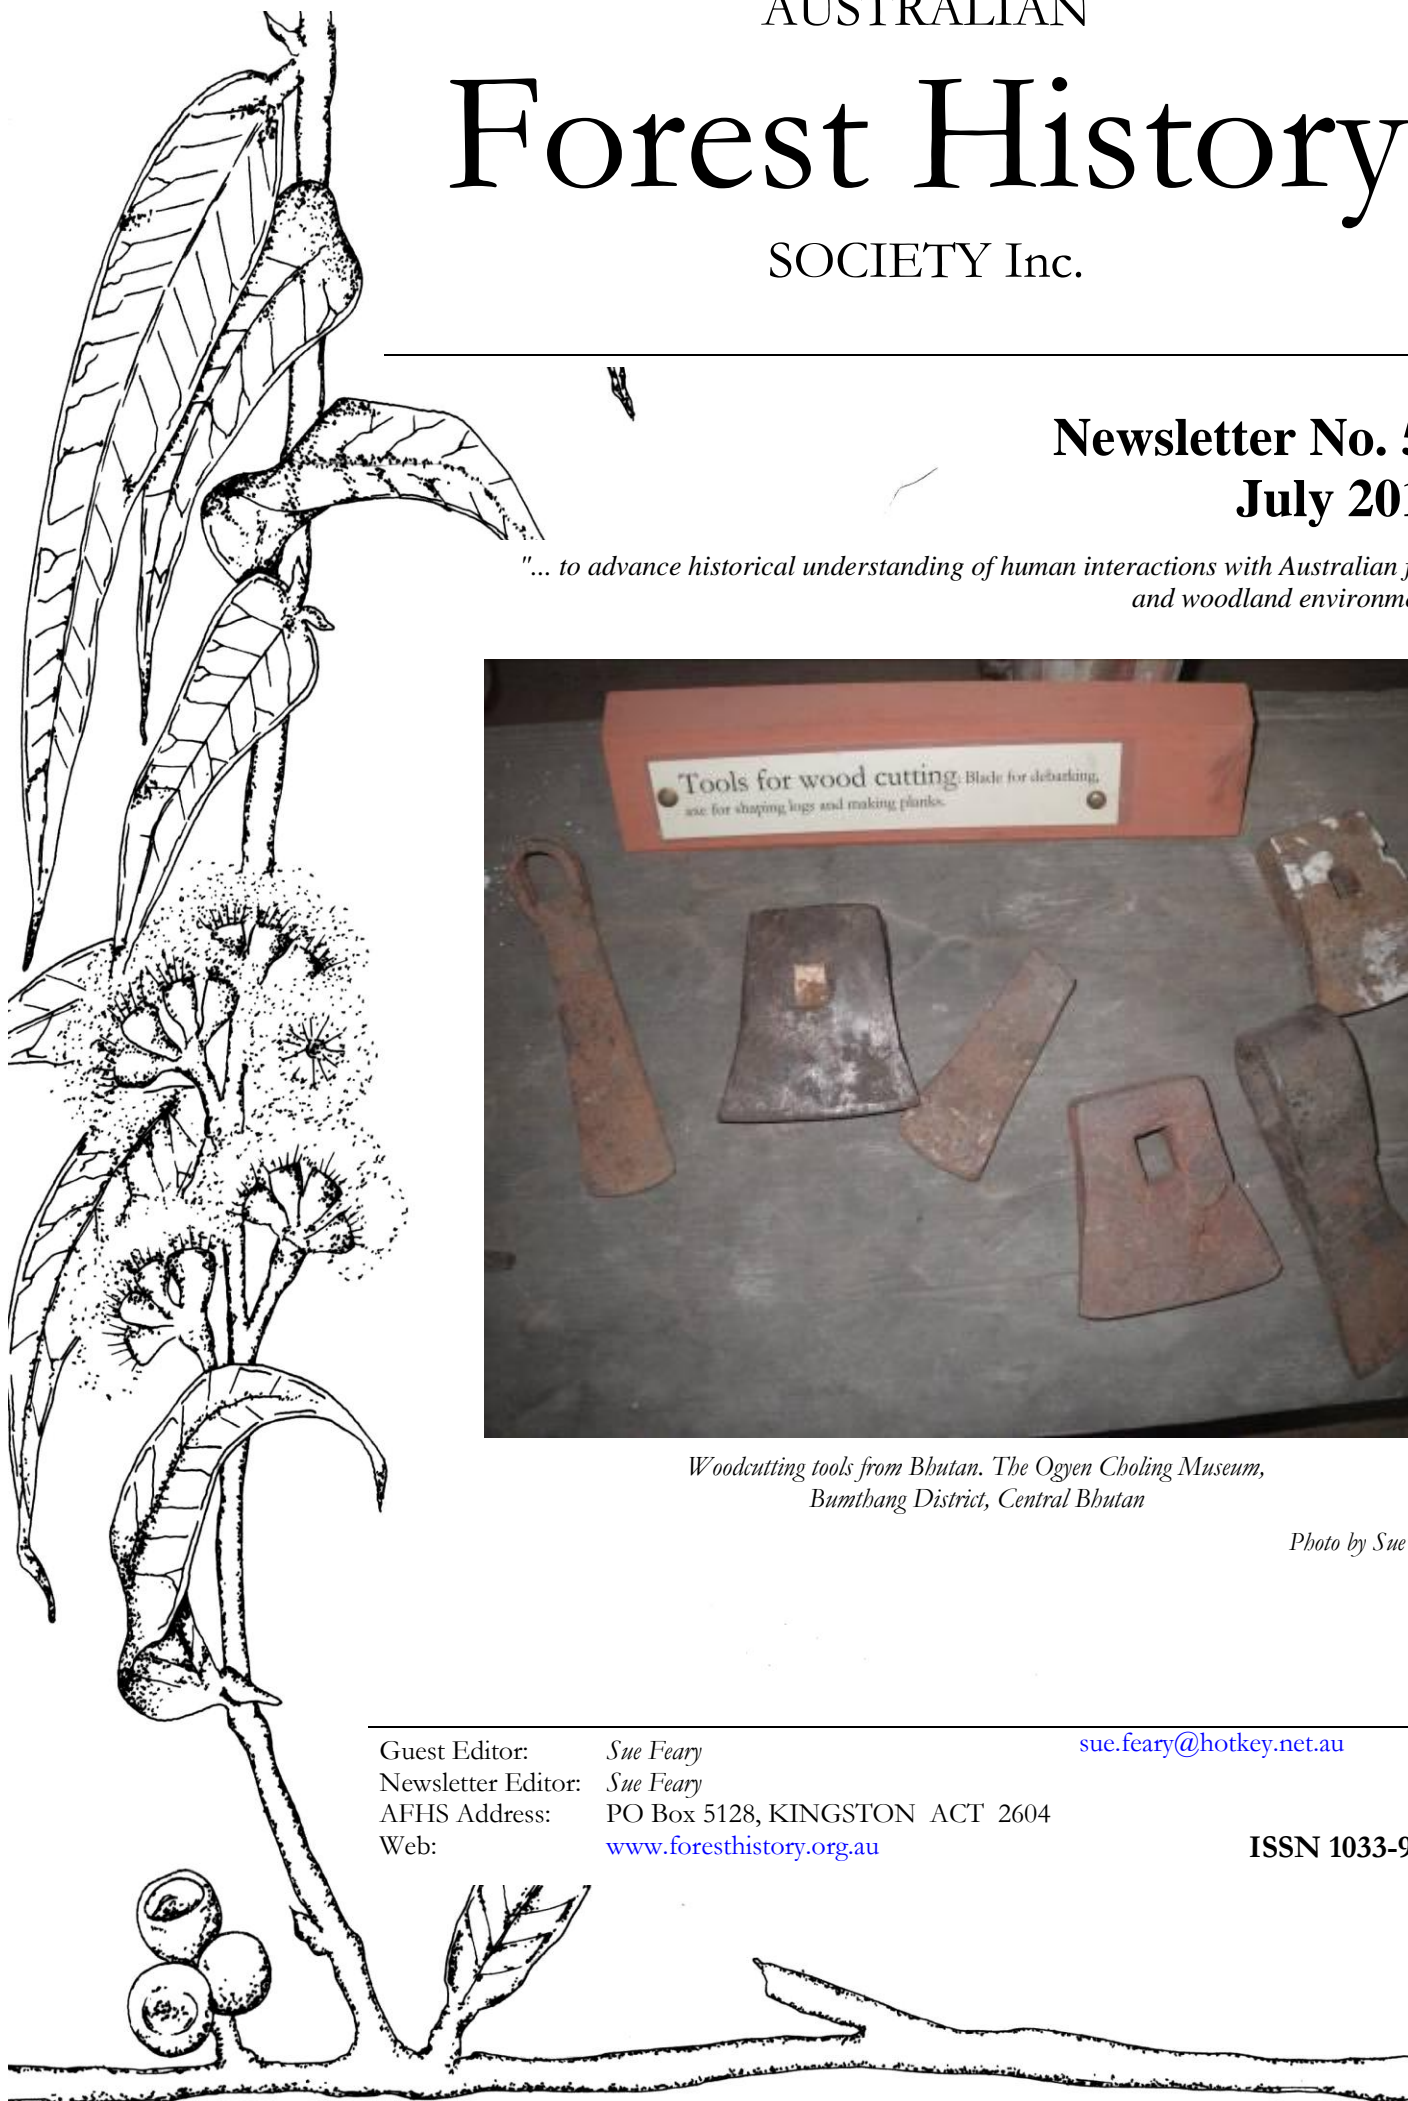 AUSTRALIAN
Forest History
SOCIETY Inc.
Newsletter No.
July
"... to advance historical understanding of human interactions with Australian
and woodland
Tools for wood cutting. Blade for debarking,
axe for shaping logs and making planks.
Woodcutting tools from Bhutan. The Ogyen Choling Museum,
Bumthang District, Central Bhutan
Photo by Sue
Guest Editor: Sue Feary sue.feary@hotkey.net.au
Newsletter Editor: Sue Feary
AFHS Address: PO Box 5128, KINGSTON ACT 2604
Web: www.foresthistory.org.au
ISSN 1033-9